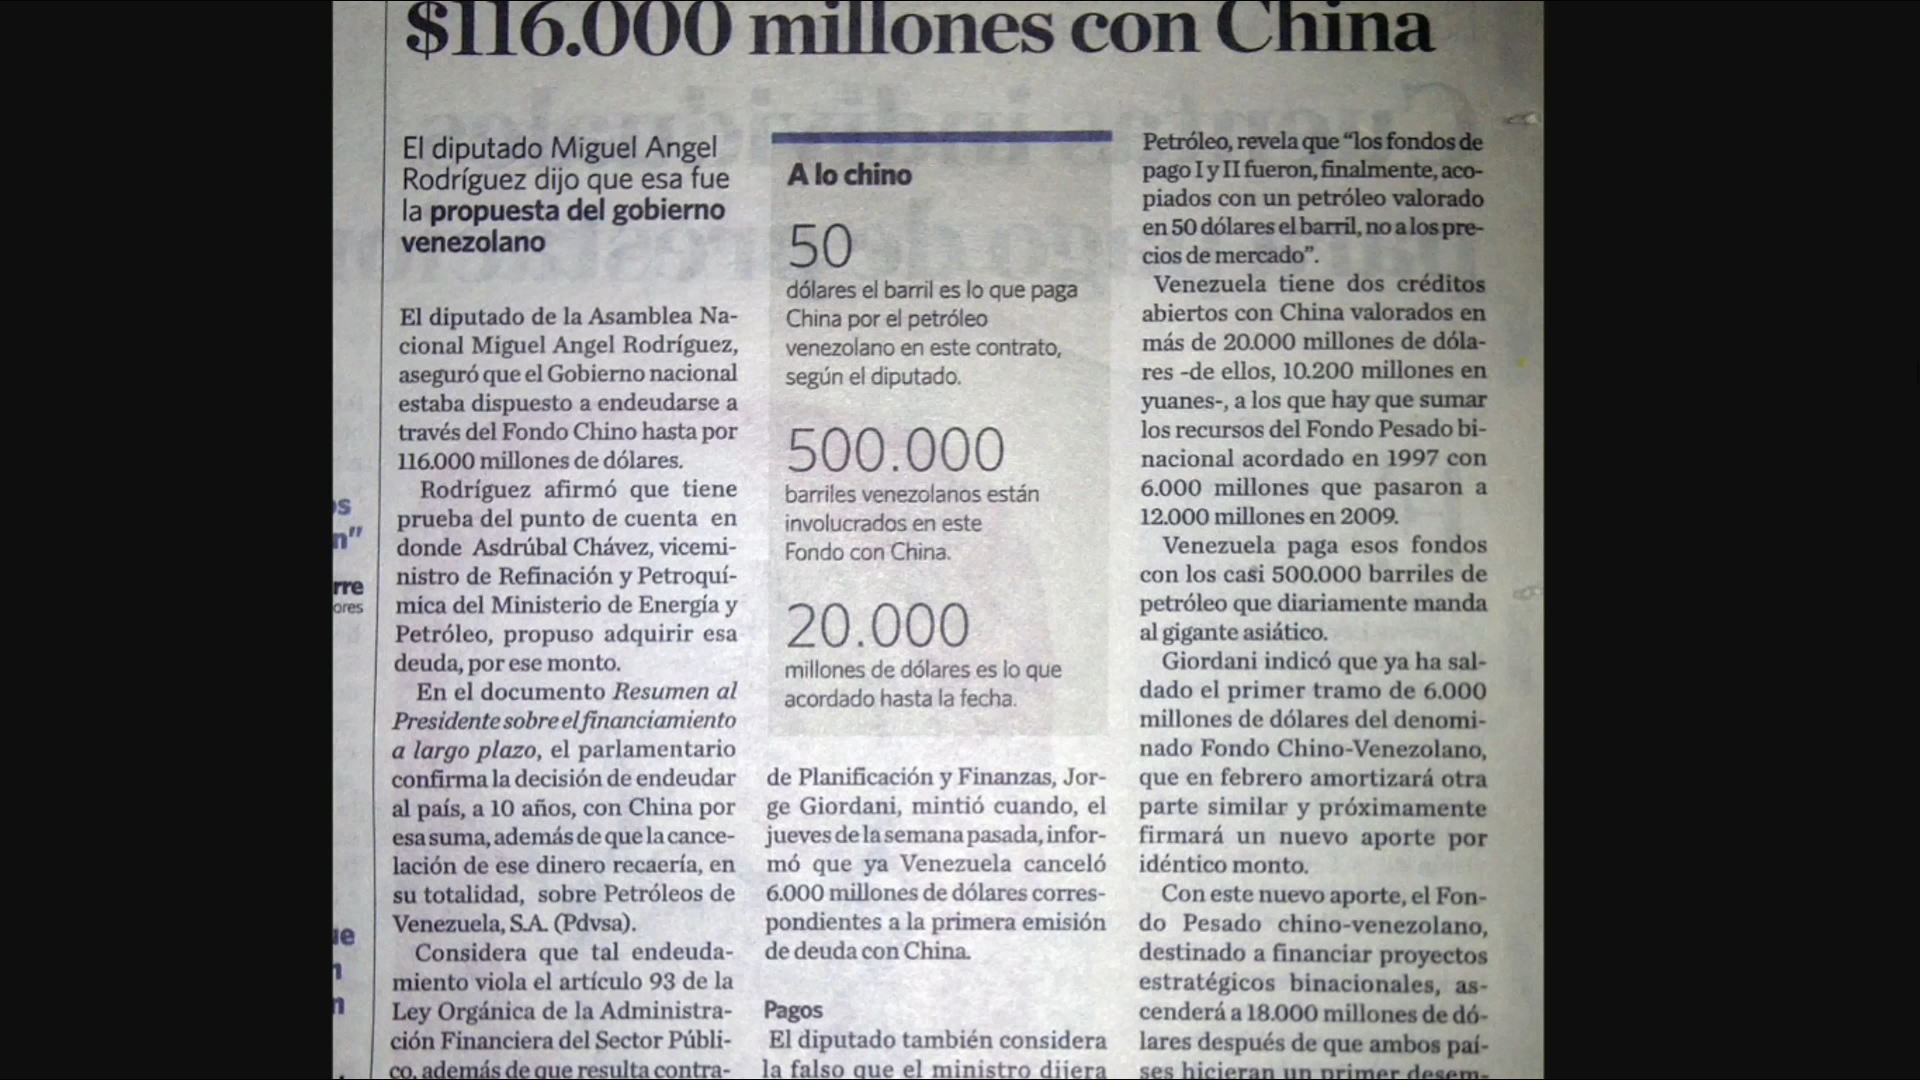 $116.000 millones con China
El diputado Miguel Angel
Rodríguez dijo que esa fue
la propuesta del gobierno
venezolano
El diputado de la Asamblea Na-
cional Miguel Angel Rodríguez,
aseguró que el Gobierno nacional
estaba dispuesto a endeudarse a
través del Fondo Chino hasta por
116.000 millones de dólares.
Rodríguez afirmó que tiene
prueba del punto de cuenta en
donde Asdrúbal Chávez, vicemi-
nistro de Refinación y Petroquí-
mica del Ministerio de Energía y
Petróleo, propuso adquirir esa
deuda, por ese monto.
En el documento Resumen al
Presidente sobre el financiamiento
a largo plazo, el parlamentario
confirma la decisión de endeudar
al país, a 10 años, con China por
esa suma, además de que la cance-
lación de ese dinero recaería, en
su totalidad, sobre Petróleos de
Venezuela, S.A. (Pdvsa).
Considera que tal endeuda-
miento viola el artículo 93 de la
Ley Orgánica de la Administra-
ción Financiera del Sector Públi-
co, además de que resulta contra-
A lo chino
50
dólares el barril es lo que paga
China por el petróleo
venezolano en este contrato,
según el diputado.
500.000
barriles venezolanos están
involucrados en este
Fondo con China.
20.000
millones de dólares es lo que
acordado hasta la fecha.
de Planificación y Finanzas, Jor-
ge Giordani, mintió cuando, el
jueves de la semana pasada, infor-
mó que ya Venezuela canceló
6.000 millones de dólares corres-
pondientes a la primera emisión
de deuda con China.
Pagos
El diputado también considera
la falso que el ministro dijera
Petróleo, revela que “los fondos de
pago I y II fueron, finalmente, aco-
piados con un petróleo valorado
en 50 dólares el barril, no a los pre-
cios de mercado”.
Venezuela tiene dos créditos
abiertos con China valorados en
más de 20.000 millones de dóla-
res -de ellos, 10.200 millones en
yuanes-, a los que hay que sumar
los recursos del Fondo Pesado bi-
nacional acordado en 1997 con
6.000 millones que pasaron a
12.000 millones en 2009.
Venezuela paga esos fondos
con los casi 500.000 barriles de
petróleo que diariamente manda
al gigante asiático.
Giordani indicó que ya ha sal-
dado el primer tramo de 6.000
millones de dólares del denomi-
nado Fondo Chino-Venezolano,
que en febrero amortizará otra
parte similar y próximamente
firmará un nuevo aporte por
idéntico monto.
Con este nuevo aporte, el Fon-
do Pesado chino-venezolano,
destinado a financiar proyectos
estratégicos binacionales, as-
cenderá a 18.000 millones de dó-
lares después de que ambos paí-
ses hicieran un primer desem-